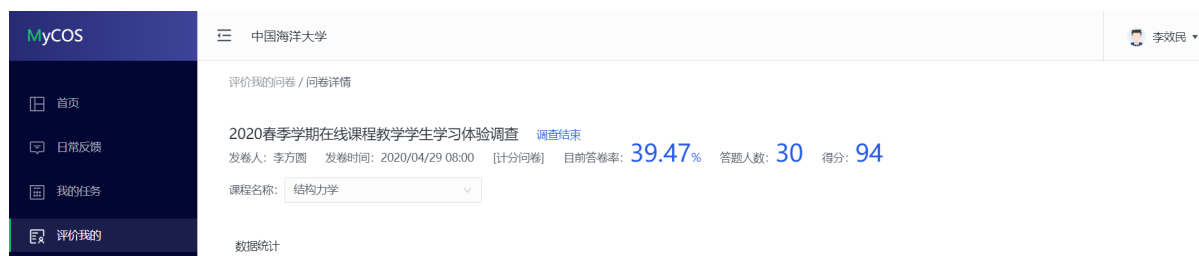 MyCOS
中国海洋大学
李效民
评价我的问卷 / 问卷详情
首页
2020春季学期在线课程教学学生学习体验调查 调查结束
日常反馈
发卷人：李方圆 发卷时间：2020/04/29 08:00 [计分问卷] 目前答卷率：39.47% 答题人数：30 得分：94
我的任务
课程名称： 结构力学
评价我的
数据统计